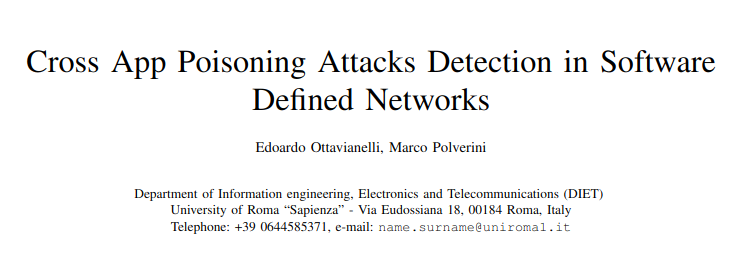 Cross App Poisoning Attacks Detection in Software
Defined Networks
Edoardo Ottavianelli, Marco Polverini
Department of Information engineering, Electronics and Telecommunications (DIET)
University of Roma “Sapienza” - Via Eudossiana 18, 00184 Roma, Italy
Telephone: +39 0644585371, e-mail: name.surname@uniroma1.it